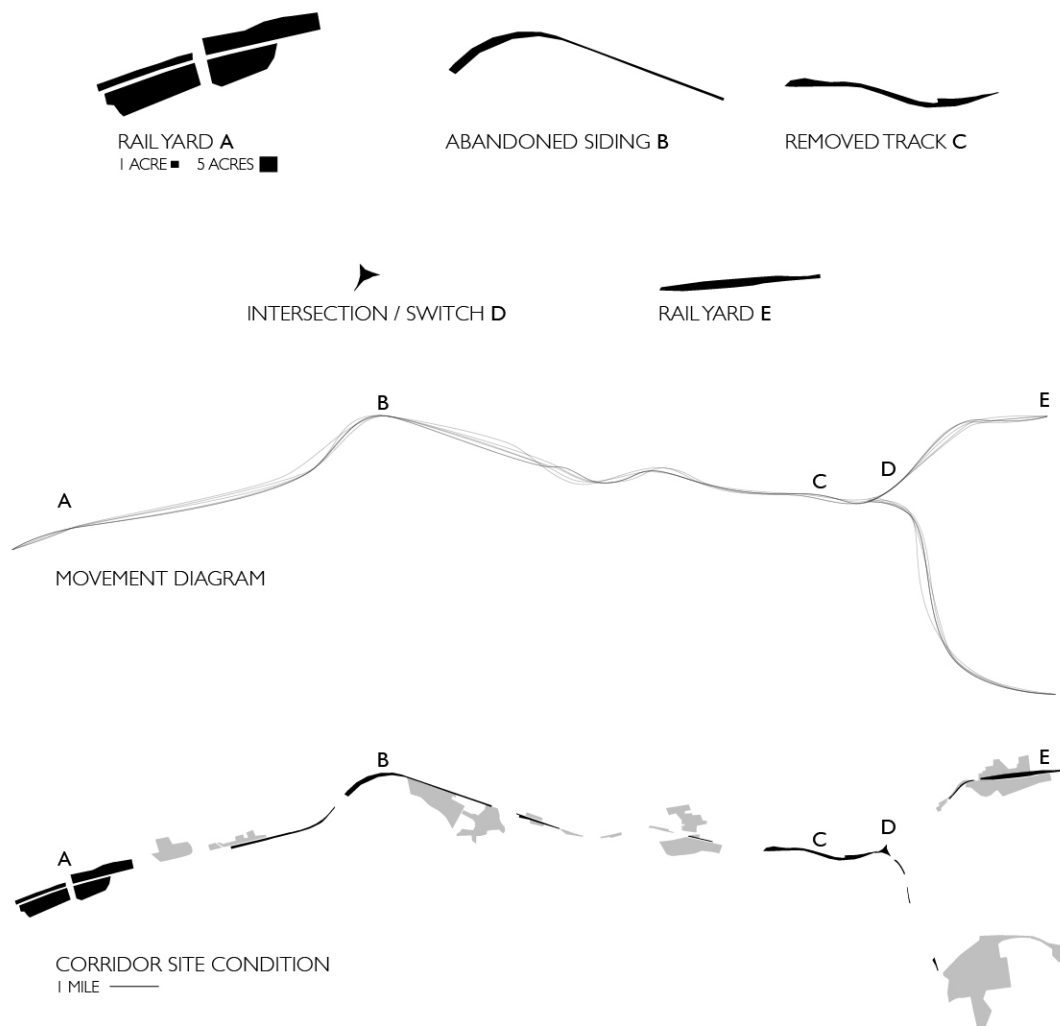 RAIL YARD A
1 ACRE 5 ACRES
ABANDONED SIDING B
REMOVED TRACK C
INTERSECTION / SWITCH D
RAIL YARD E
B
E
A
C
D
MOVEMENT DIAGRAM
B
E
A
C
D
CORRIDOR SITE CONDITION
1 MILE